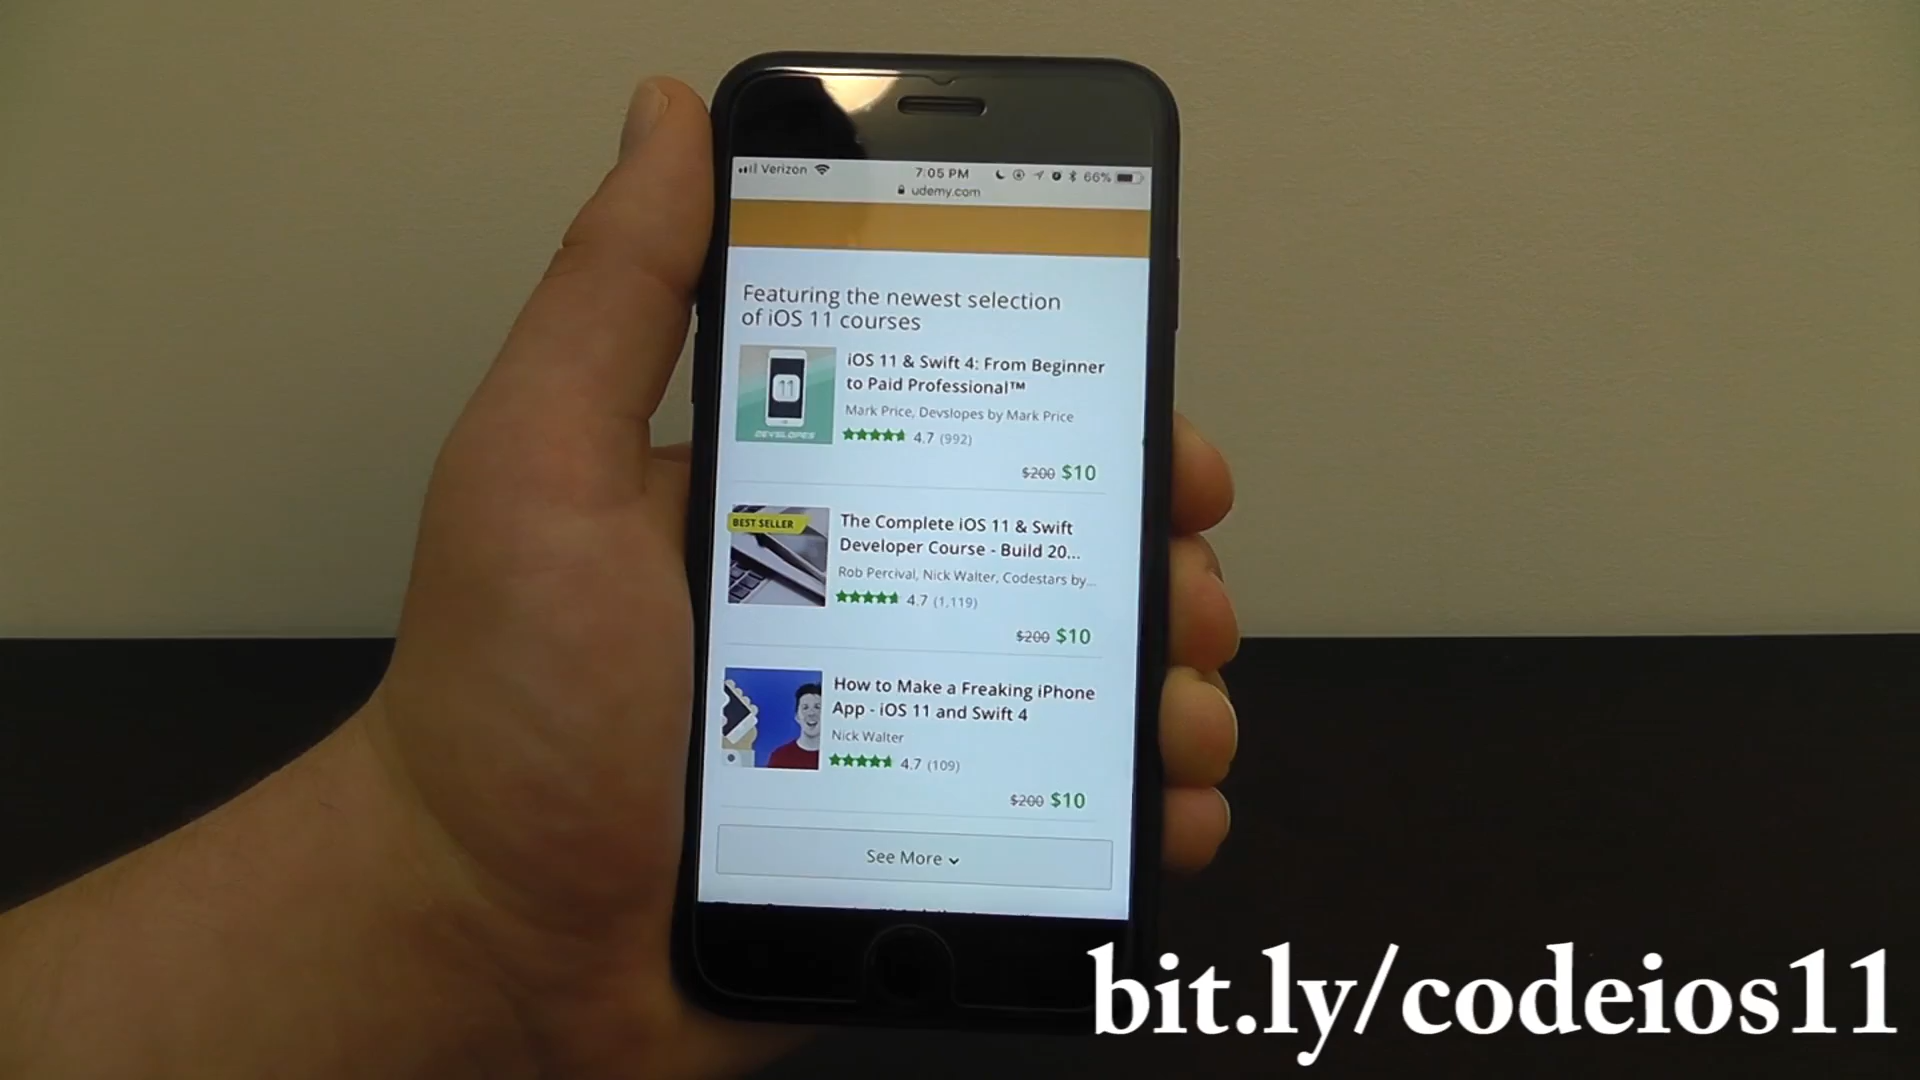 Verizon 7:05 PM 66%
udemy.com
Featuring the newest selection
of iOS 11 courses
11
DEVSLOPES
iOS 11 & Swift 4: From Beginner
to Paid Professional™
Mark Price, Devslopes by Mark Price
4.7 (992)
$200 $10
BEST SELLER
The Complete iOS 11 & Swift
Developer Course - Build 20...
Rob Percival, Nick Walter, Codestars by...
4.7 (1,119)
$200 $10
How to Make a Freaking iPhone
App - iOS 11 and Swift 4
Nick Walter
4.7 (109)
$200 $10
See More
bit.ly/codeios11